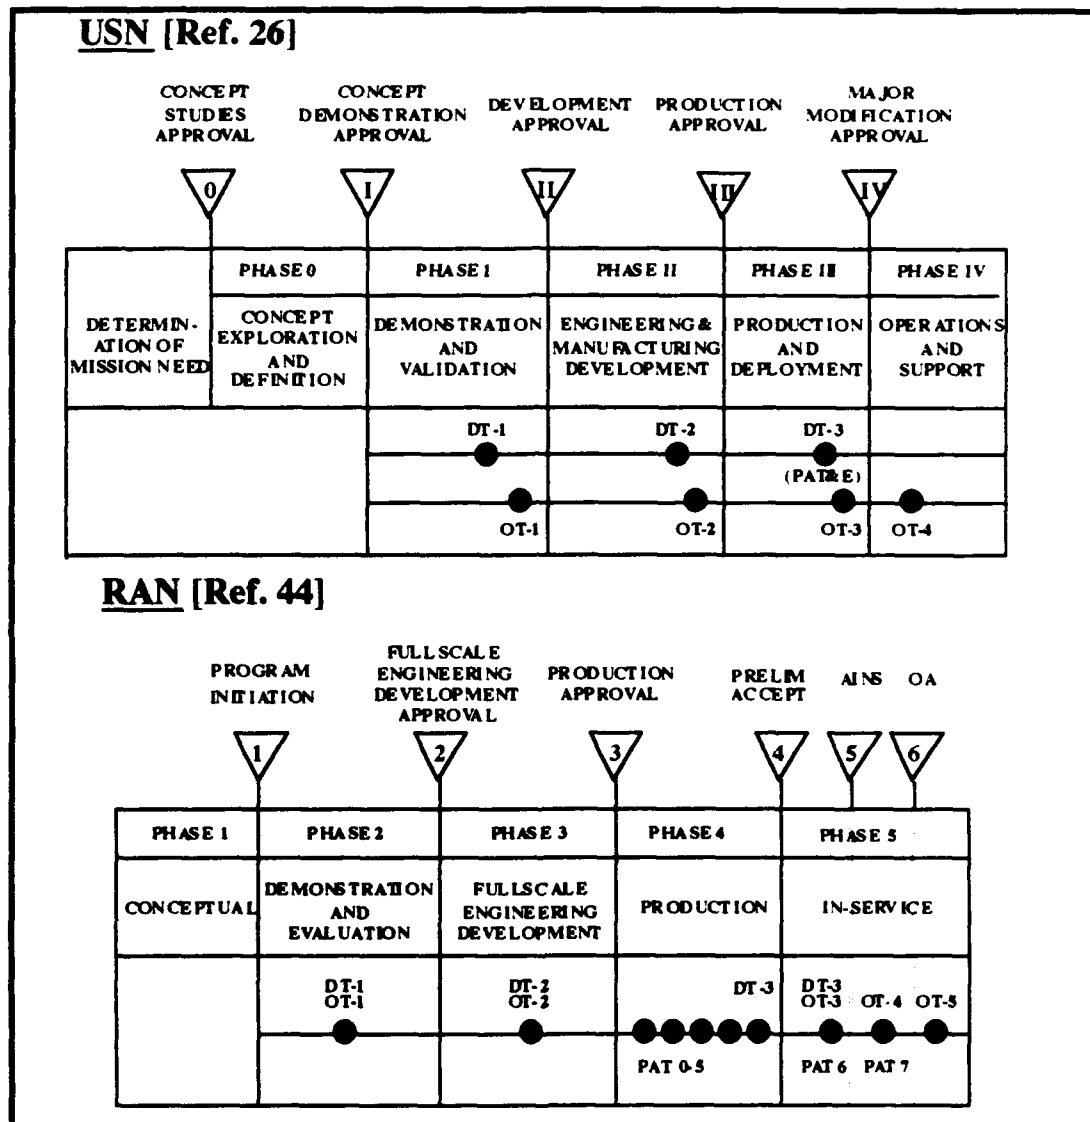 USN [Ref. 26]
CONCEPT
STUDIES
APPROVAL
CONCEPT
DEMONSTRATION
APPROVAL
DEVELOPMENT
APPROVAL
PRODUCTION
APPROVAL
MAJOR
MODIFICATION
APPROVAL
0
I
II
III
IV
PHASE 0
PHASE I
PHASE II
PHASE III
PHASE IV
DETERMIN-
ATION OF
MISSION NEED
CONCEPT
EXPLORATION
AND
DEFINITION
DEMONSTRATION
AND
VALIDATION
ENGINEERING &
MANUFACTURING
DEVELOPMENT
PRODUCTION
AND
DEPLOYMENT
OPERATIONS
AND
SUPPORT
DT-1
DT-2
DT-3
(PAT&E)
OT-1
OT-2
OT-3
OT-4
RAN [Ref. 44]
PROGRAM
INITIATION
FULLSCALE
ENGINEERING
DEVELOPMENT
APPROVAL
PRODUCTION
APPROVAL
PRELIM
ACCEPT
AINS
OA
1
2
3
4
5
6
PHASE 1
PHASE 2
PHASE 3
PHASE 4
PHASE 5
CONCEPTUAL
DEMONSTRATION
AND
EVALUATION
FULLSCALE
ENGINEERING
DEVELOPMENT
PRODUCTION
IN-SERVICE
DT-1
OT-1
DT-2
OT-2
DT-3
DT-3
OT-3
OT-4
OT-5
PAT 0-5
PAT 6
PAT 7